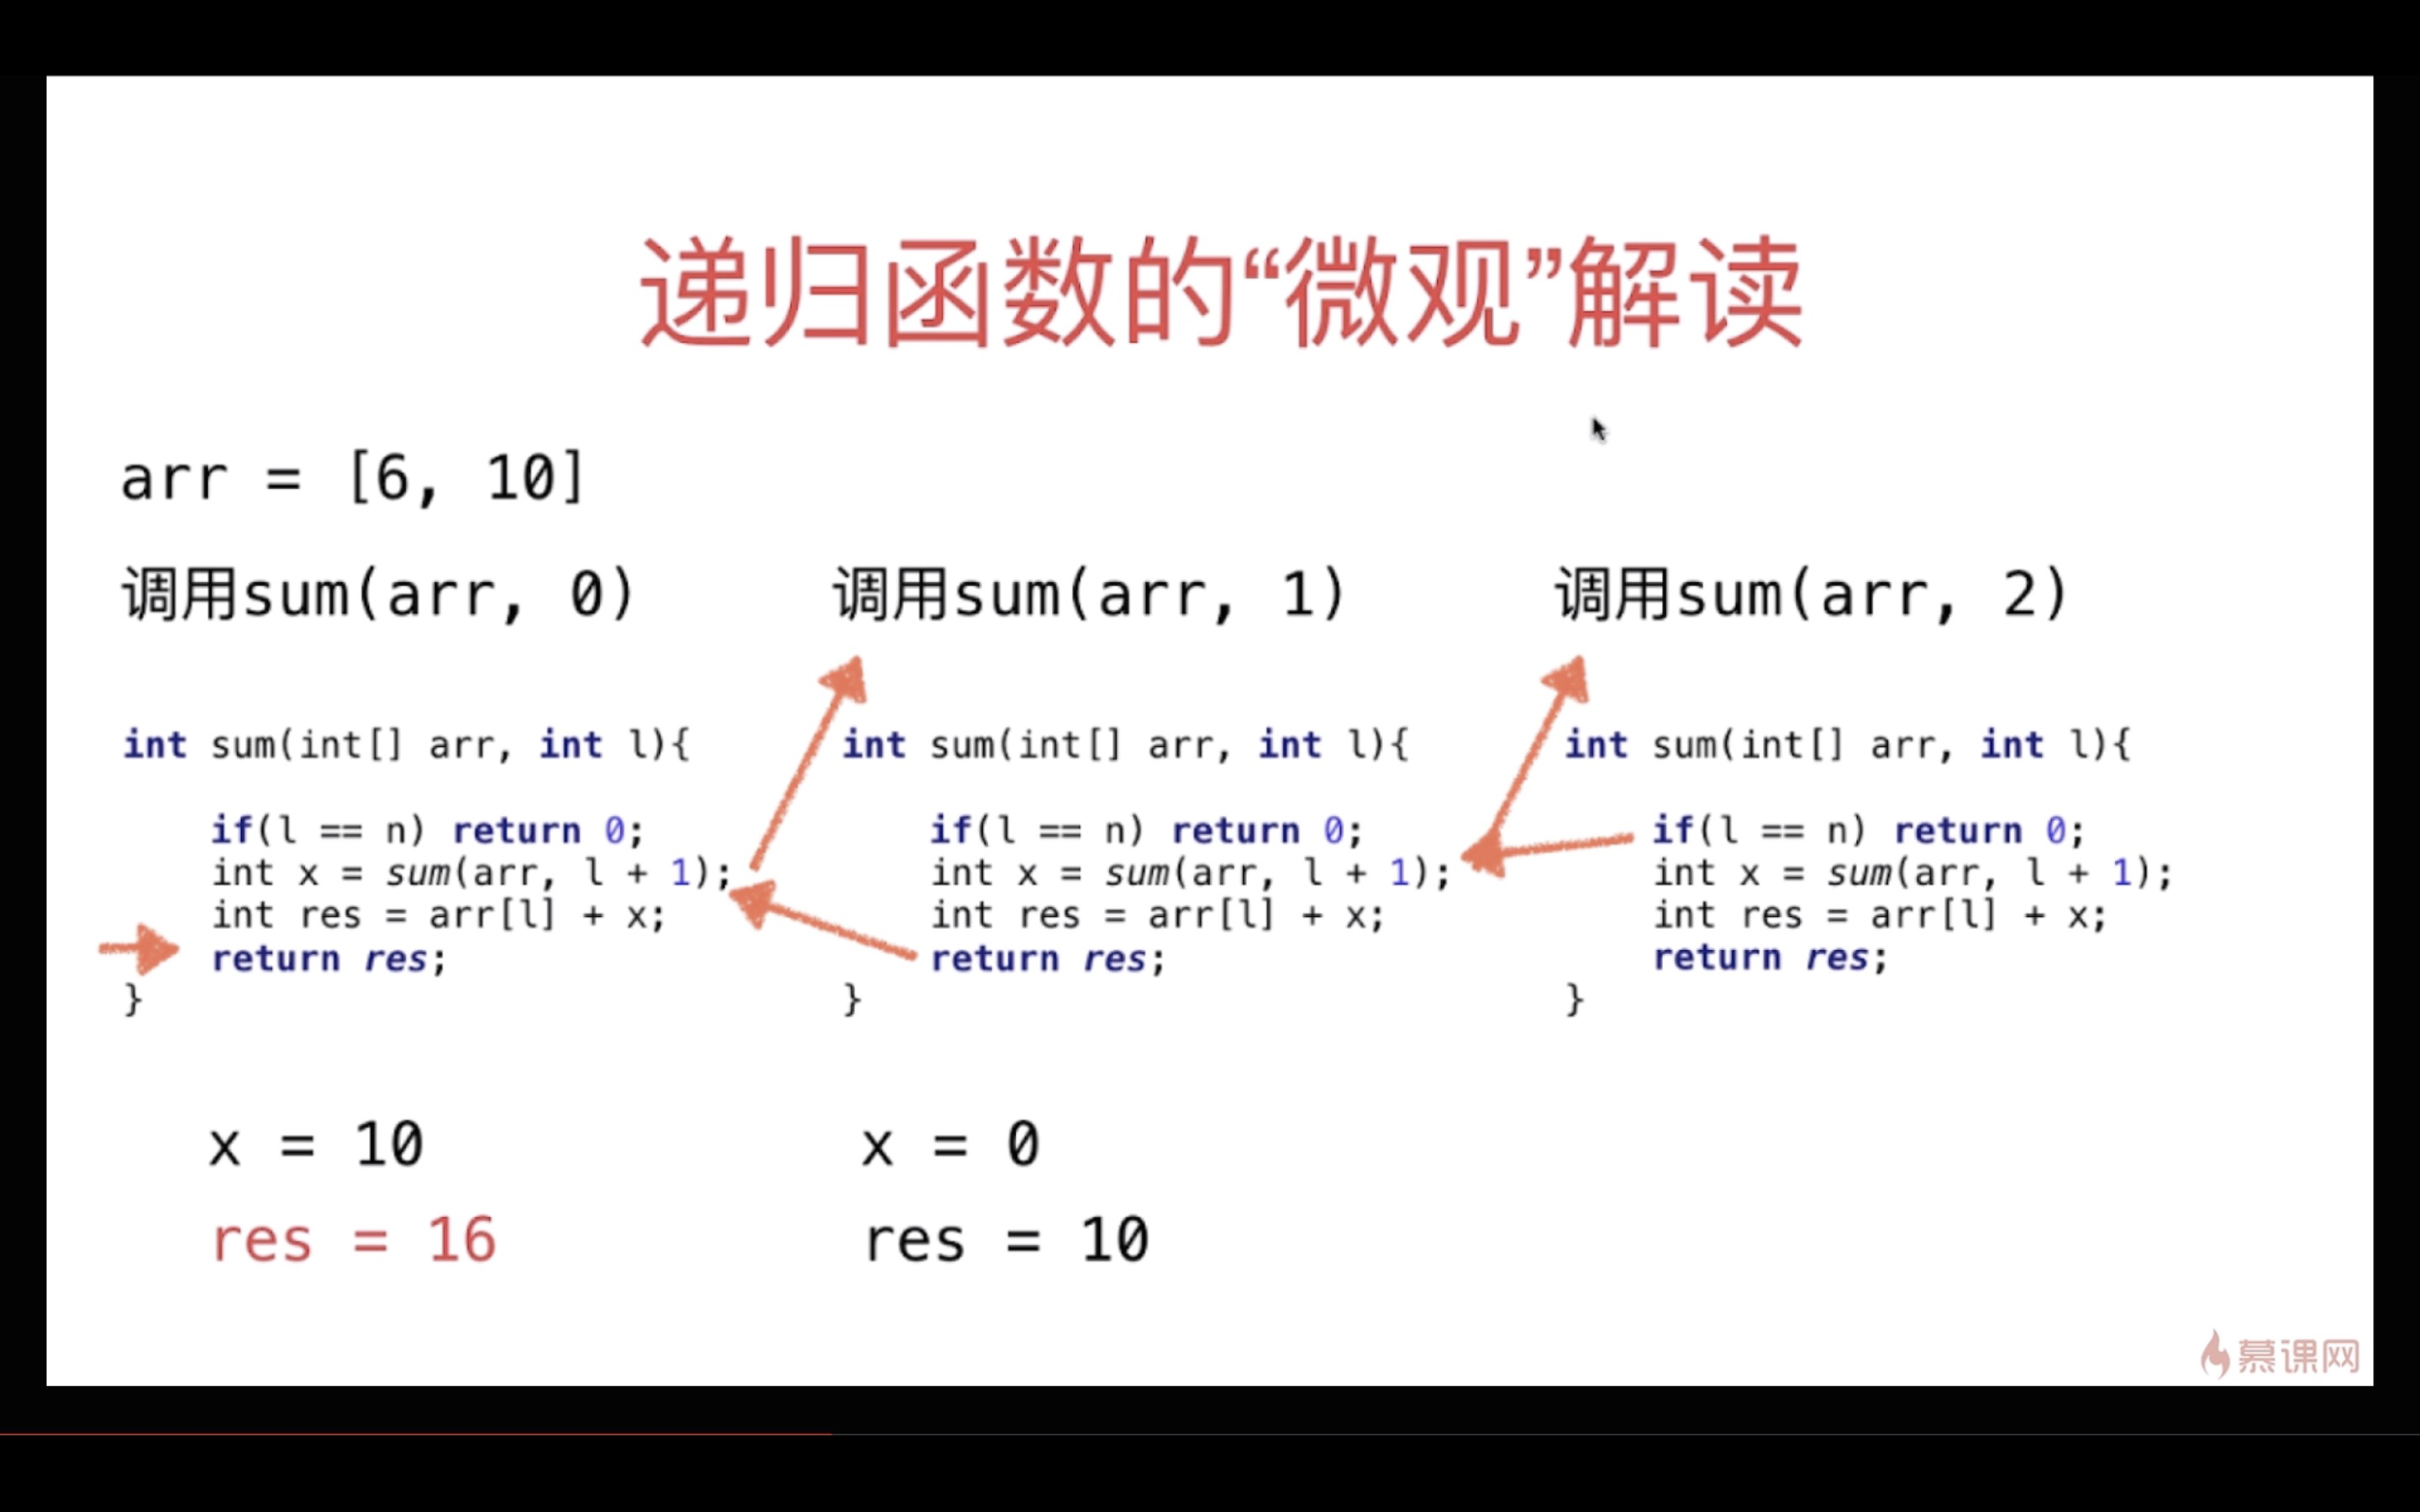 递归函数的“微观”解读
arr = [6, 10]
调用sum(arr, 0)
int sum(int[] arr, int l){
if(l == n) return 0;
int x = sum(arr, l + 1);
int res = arr[l] + x;
return res;
}
x = 10
res = 16
调用sum(arr, 1)
int sum(int[] arr, int l){
if(l == n) return 0;
int x = sum(arr, l + 1);
int res = arr[l] + x;
return res;
}
x = 0
res = 10
调用sum(arr, 2)
int sum(int[] arr, int l){
if(l == n) return 0;
int x = sum(arr, l + 1);
int res = arr[l] + x;
return res;
}
慕课网